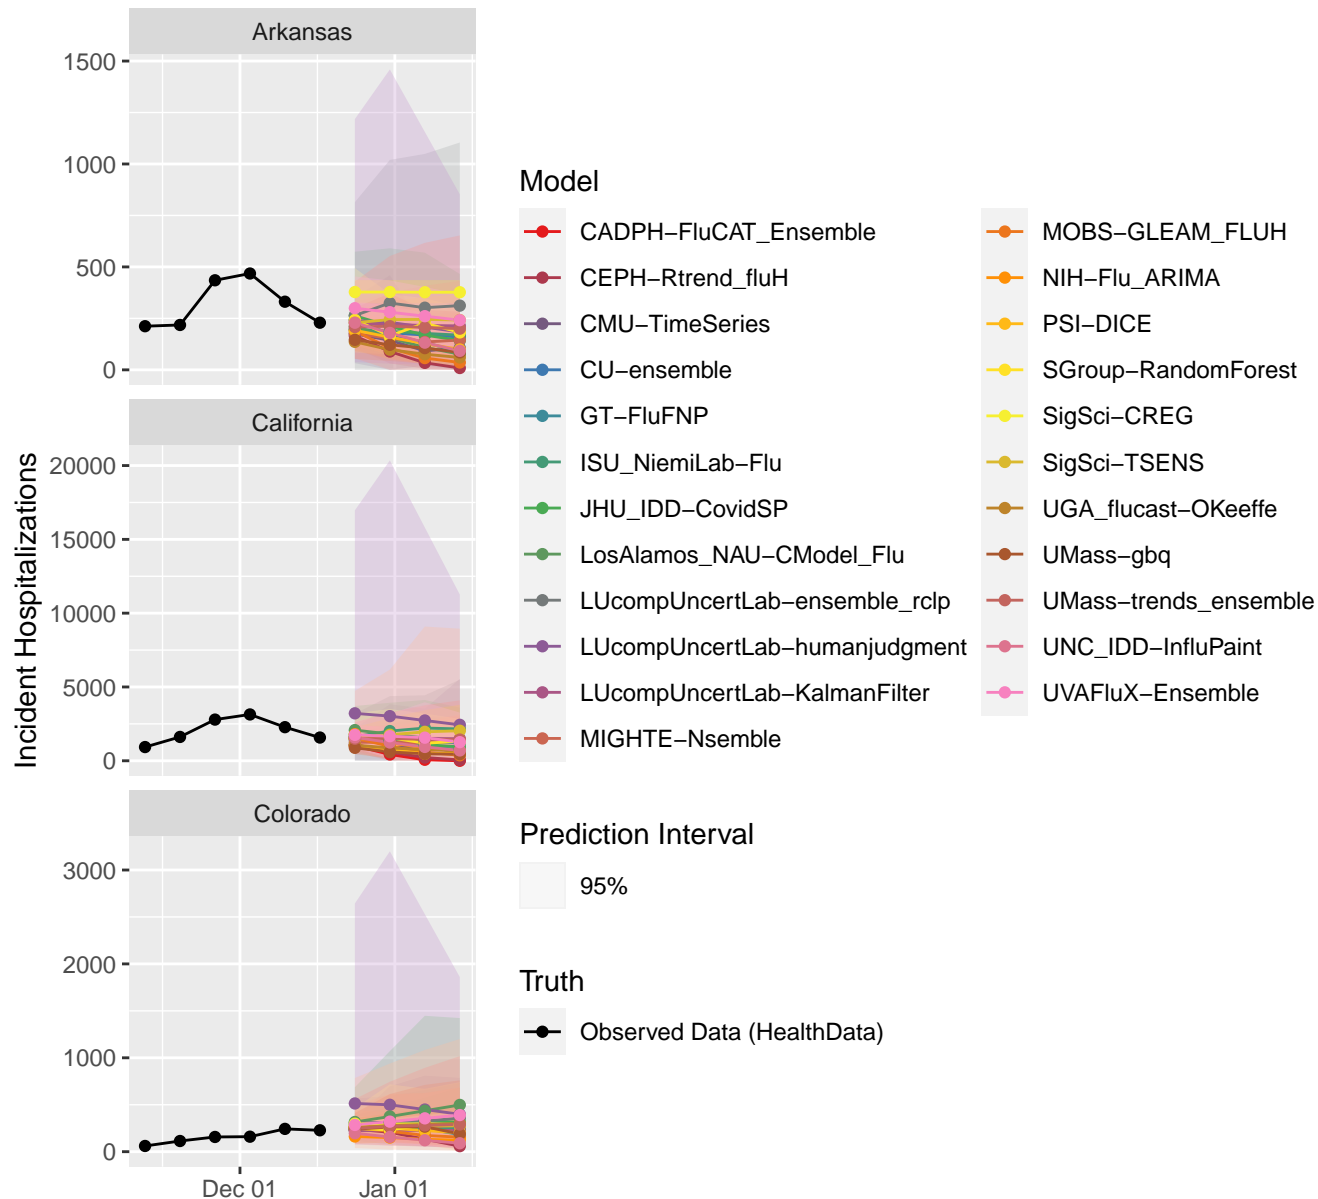 Arkansas
1500
1000
500
0
California
20000
15000
10000
5000
0
Colorado
3000
2000
1000
0
Dec 01
Jan 01
Incident Hospitalizations
Model
CADPH−FluCAT_Ensemble
CEPH−Rtrend_fluH
CMU−TimeSeries
CU−ensemble
GT−FluFNP
ISU_NiemiLab−Flu
JHU_IDD−CovidSP
LosAlamos_NAU−CModel_Flu
LUcompUncertLab−ensemble_rclp
LUcompUncertLab−humanjudgment
LUcompUncertLab−KalmanFilter
MIGHTE−Nsemble
MOBS−GLEAM_FLUH
NIH−Flu_ARIMA
PSI−DICE
SGroup−RandomForest
SigSci−CREG
SigSci−TSENS
UGA_flucast−OKeeffe
UMass−gbq
UMass−trends_ensemble
UNC_IDD−InfluPaint
UVAFluX−Ensemble
Prediction Interval
95%
Truth
Observed Data (HealthData)